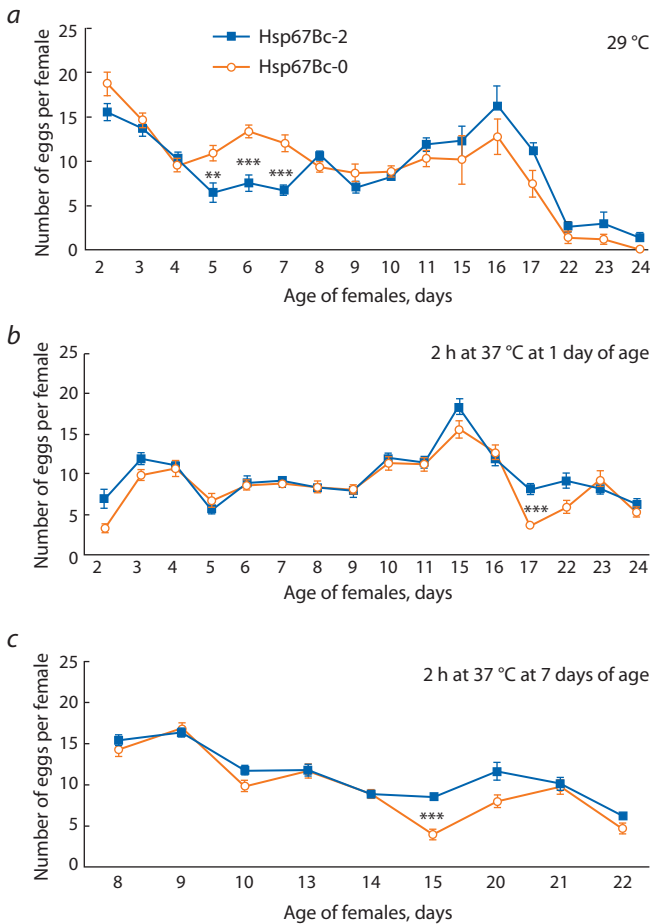 a
Hsp67Bc-2
Hsp67Bc-0
29 °C
Number of eggs per female
25
20
15
10
5
0
** *** ***
2 3 4 5 6 7 8 9 10 11 15 16 17 22 23 24
Age of females, days
b
2 h at 37 °C at 1 day of age
Number of eggs per female
25
20
15
10
5
0
***
2 3 4 5 6 7 8 9 10 11 15 16 17 22 23 24
Age of females, days
c
2 h at 37 °C at 7 days of age
Number of eggs per female
25
20
15
10
5
0
***
8 9 10 13 14 15 20 21 22
Age of females, days